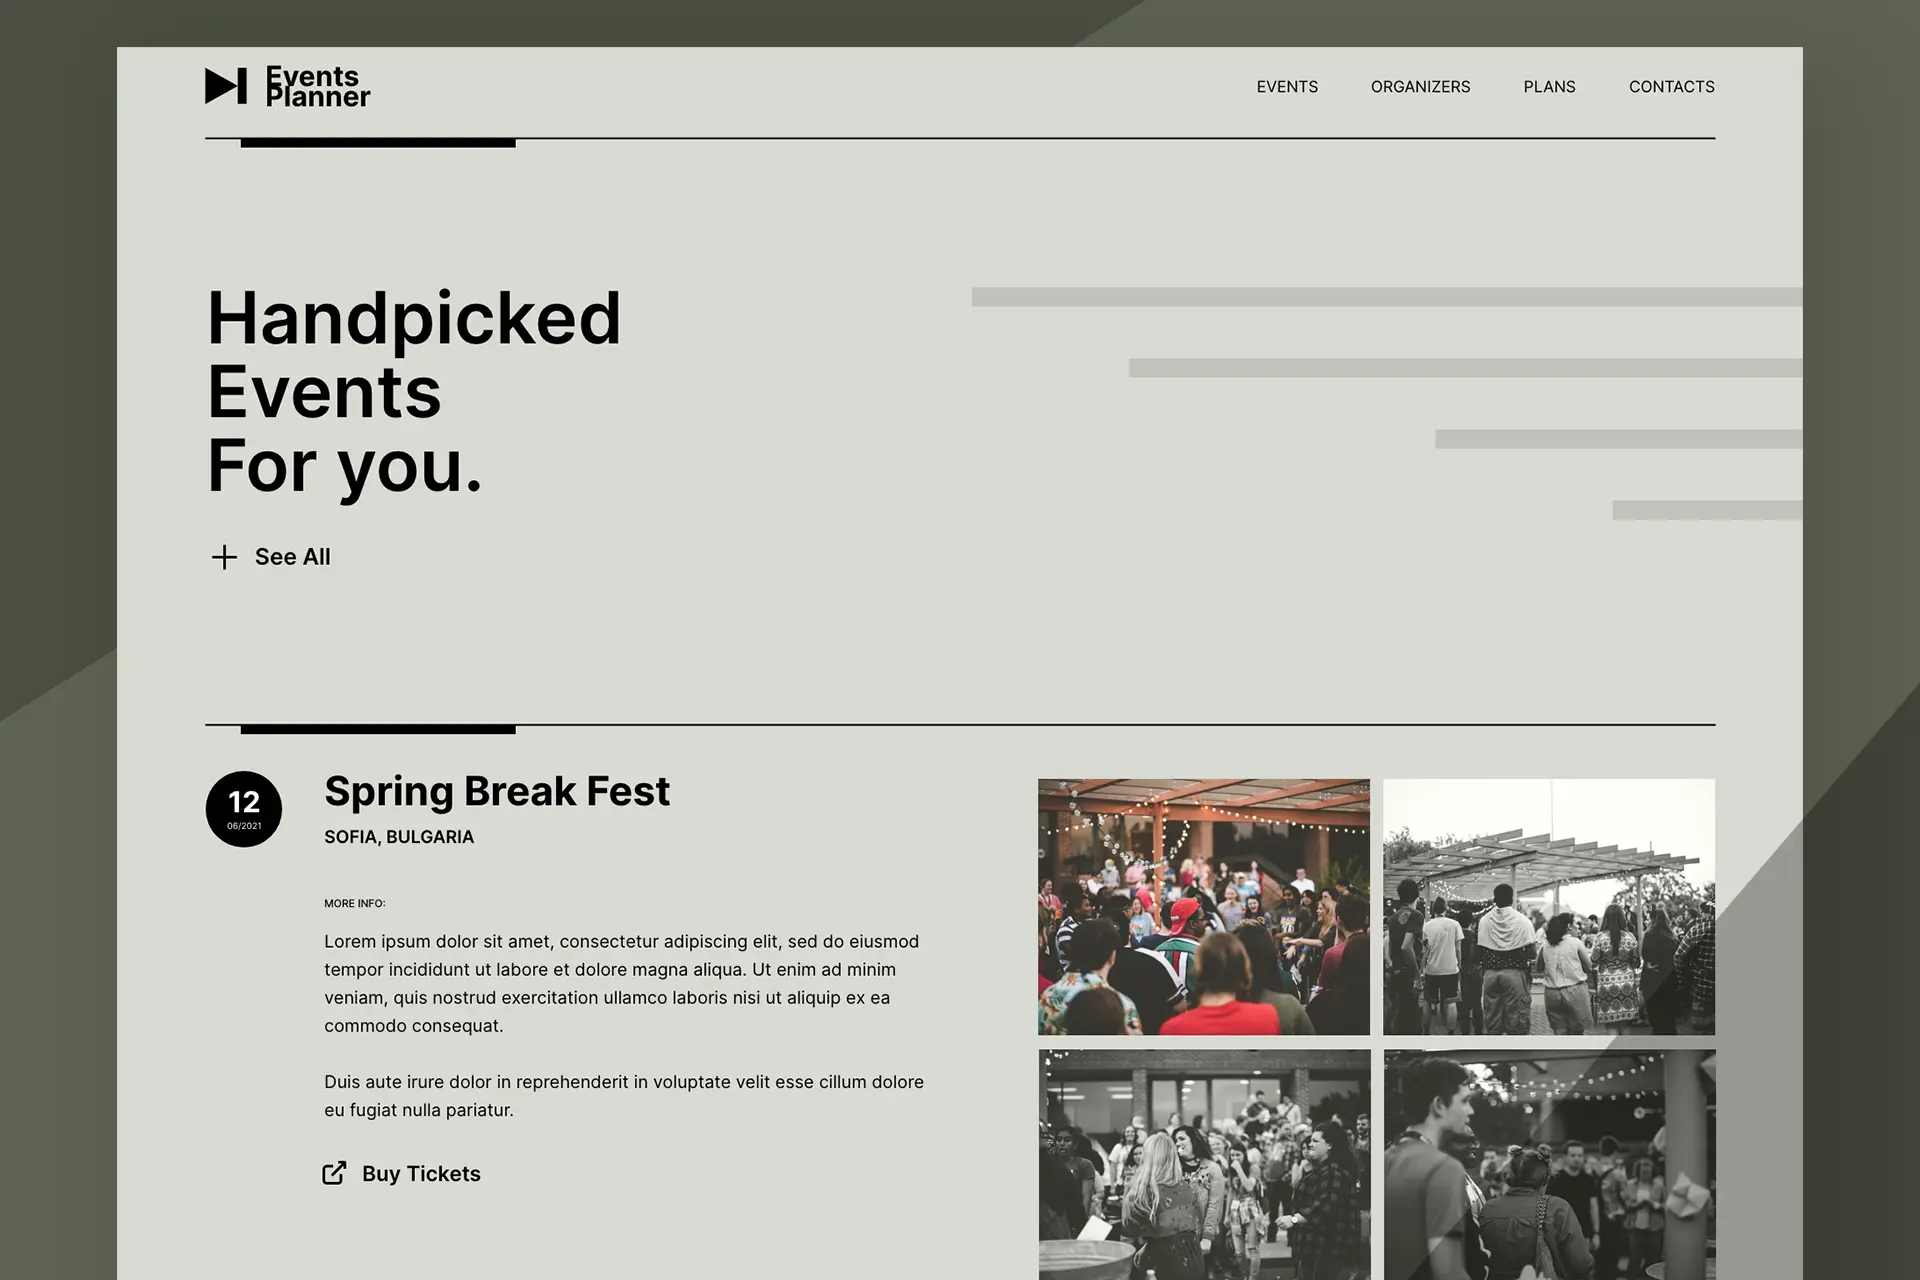 Events
Planner
EVENTS ORGANIZERS PLANS CONTACTS
Handpicked
Events
For you.
See All
12
06/2021
Spring Break Fest
SOFIA, BULGARIA
MORE INFO:
Lorem ipsum dolor sit amet, consectetur adipiscing elit, sed do eiusmod
tempor incididunt ut labore et dolore magna aliqua. Ut enim ad minim
veniam, quis nostrud exercitation ullamco laboris nisi ut aliquip ex ea
commodo consequat.
Duis aute irure dolor in reprehenderit in voluptate velit esse cillum dolore
eu fugiat nulla pariatur.
Buy Tickets